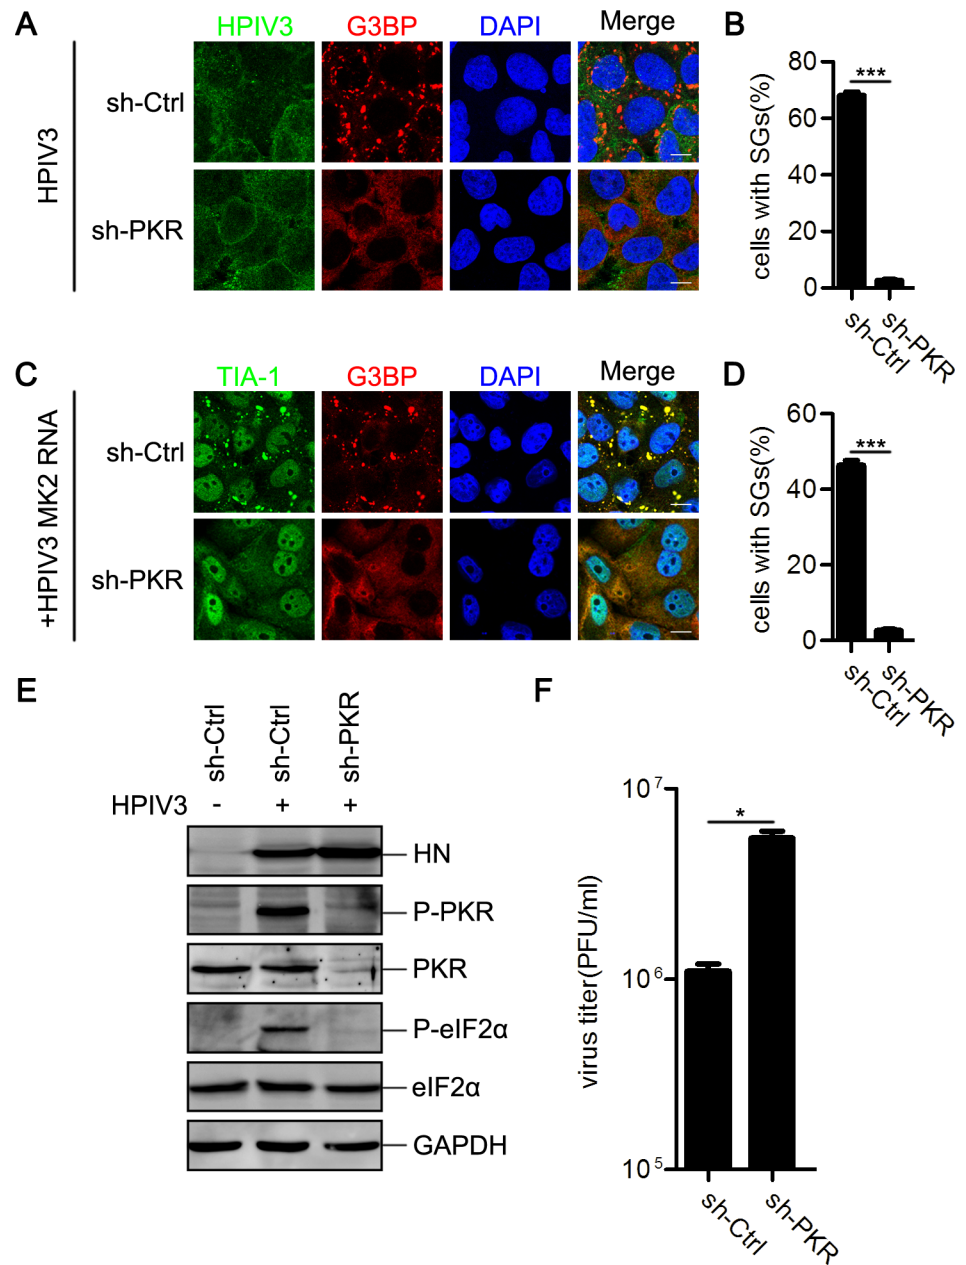 A
HPIV3 G3BP DAPI Merge
HPIV3
sh-Ctrl
sh-PKR
B
cells with SGs(%)
80
60
40
20
0
***
sh-Ctrl
sh-PKR
C
TIA-1 G3BP DAPI Merge
+HPIV3 MK2 RNA
sh-Ctrl
sh-PKR
D
cells with SGs(%)
60
40
20
0
***
sh-Ctrl
sh-PKR
E
sh-Ctrl
sh-Ctrl
sh-PKR
HPIV3 - + +
HN
P-PKR
PKR
P-eIF2α
eIF2α
GAPDH
F
virus titer(PFU/ml)
10⁷
10⁶
10⁵
*
sh-Ctrl
sh-PKR